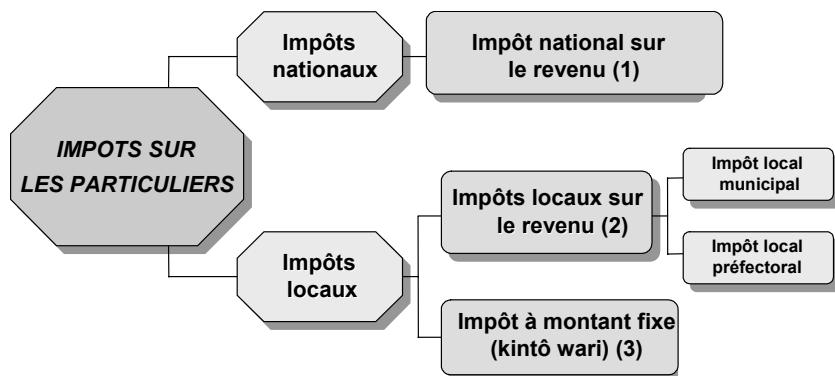 IMPOTS SUR
LES PARTICULIERS
Impôts
nationaux
Impôt national sur
le revenu (1)
Impôts
locaux
Impôts locaux sur
le revenu (2)
Impôt local
municipal
Impôt local
préfectoral
Impôt à montant fixe
(kintô wari) (3)